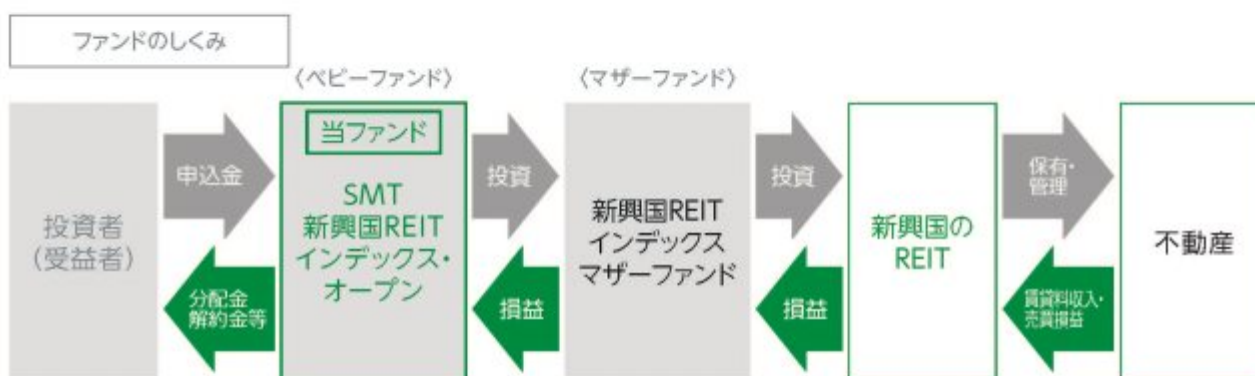 ファンドのしくみ
〈ベビーファンド〉
〈マザーファンド〉
投資者
(受益者)
申込金
分配金
解約金等
当ファンド
SMT
新興国REIT
インデックス・
オープン
投資
損益
新興国REIT
インデックス
マザーファンド
投資
損益
新興国の
REIT
保有・
管理
賃貸料収入・
売買損益
不動産